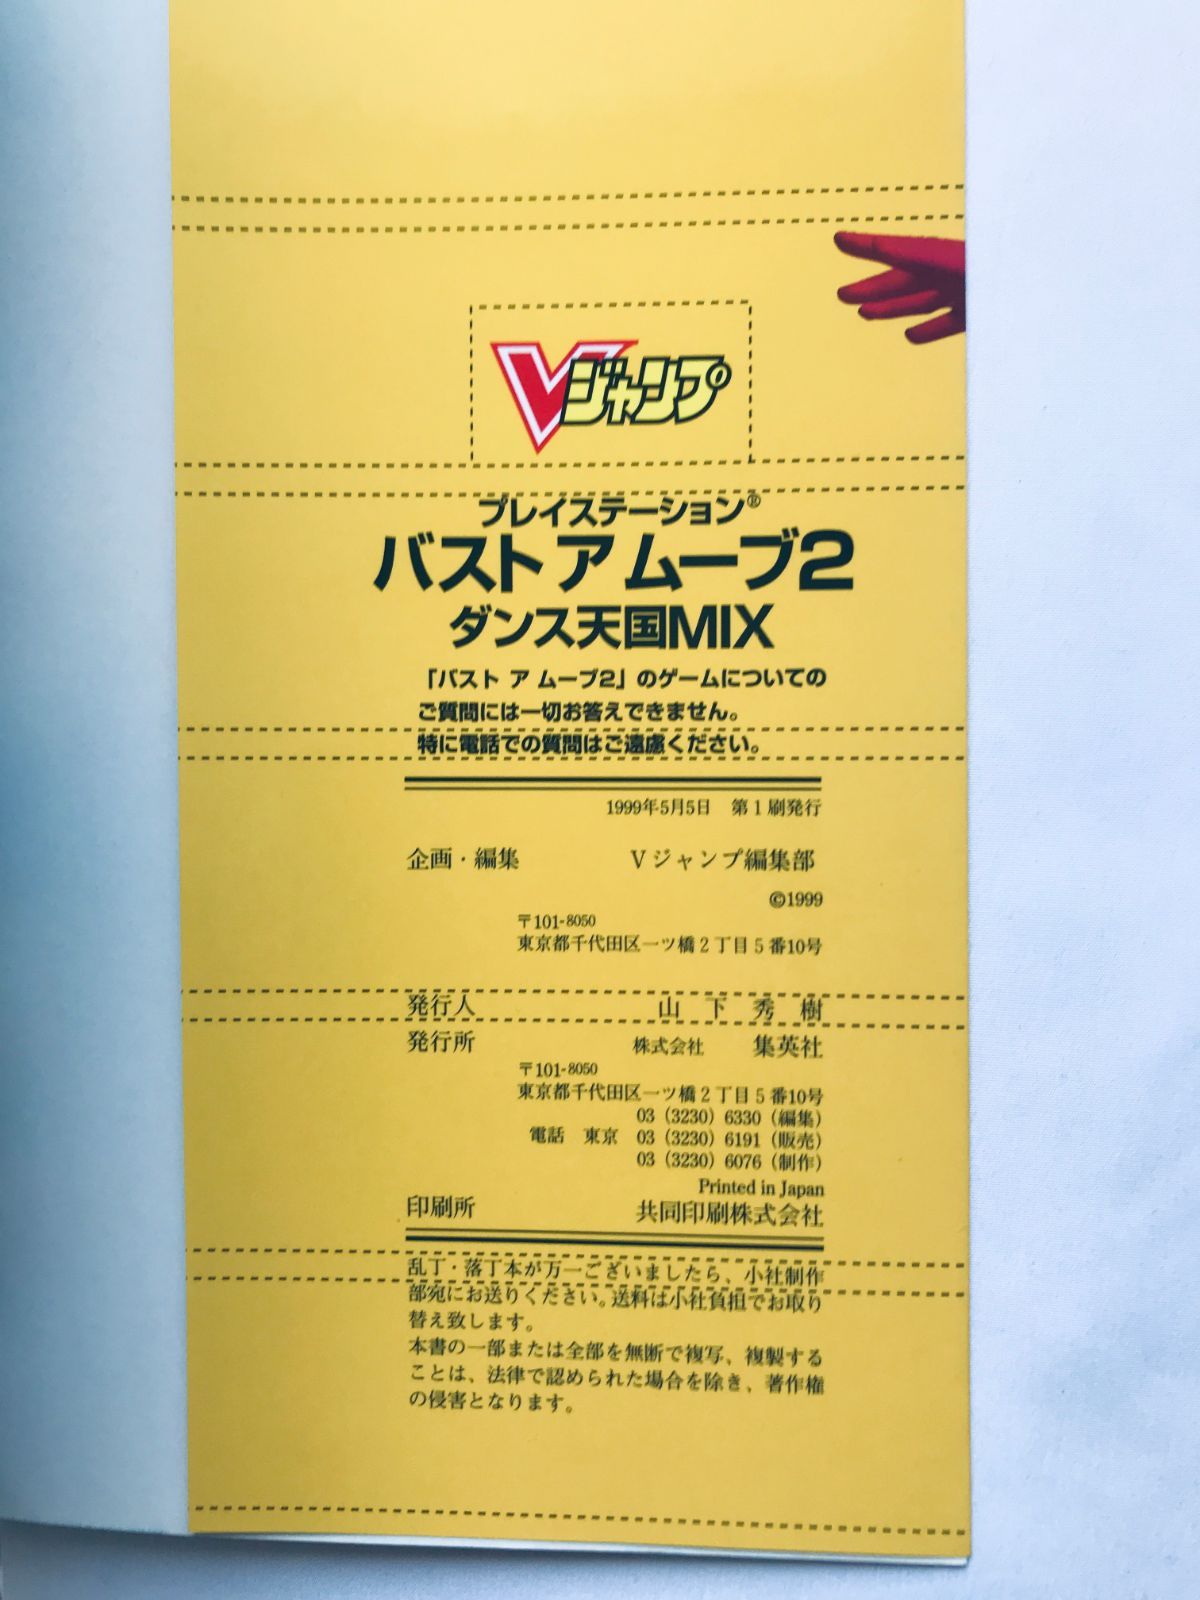 Vジャンプ
プレイステーション®
バスト ア ムーブ2
ダンス天国MIX
「バスト ア ムーブ2」のゲームについての
ご質問には一切お答えできません。
特に電話での質問はご遠慮ください。
1999年5月5日 第1刷発行
企画・編集 Vジャンプ編集部
©1999
〒101-8050
東京都千代田区一ツ橋2丁目5番10号
発行人 山下秀樹
発行所 株式会社 集英社
〒101-8050
東京都千代田区一ツ橋2丁目5番10号
03（3230）6330（編集）
電話 東京 03（3230）6191（販売）
03（3230）6076（制作）
Printed in Japan
印刷所 共同印刷株式会社
乱丁・落丁本が万一ございましたら、小社制作
部宛にお送りください。送料は小社負担でお取り
替え致します。
本書の一部または全部を無断で複写、複製する
ことは、法律で認められた場合を除き、著作権
の侵害となります。